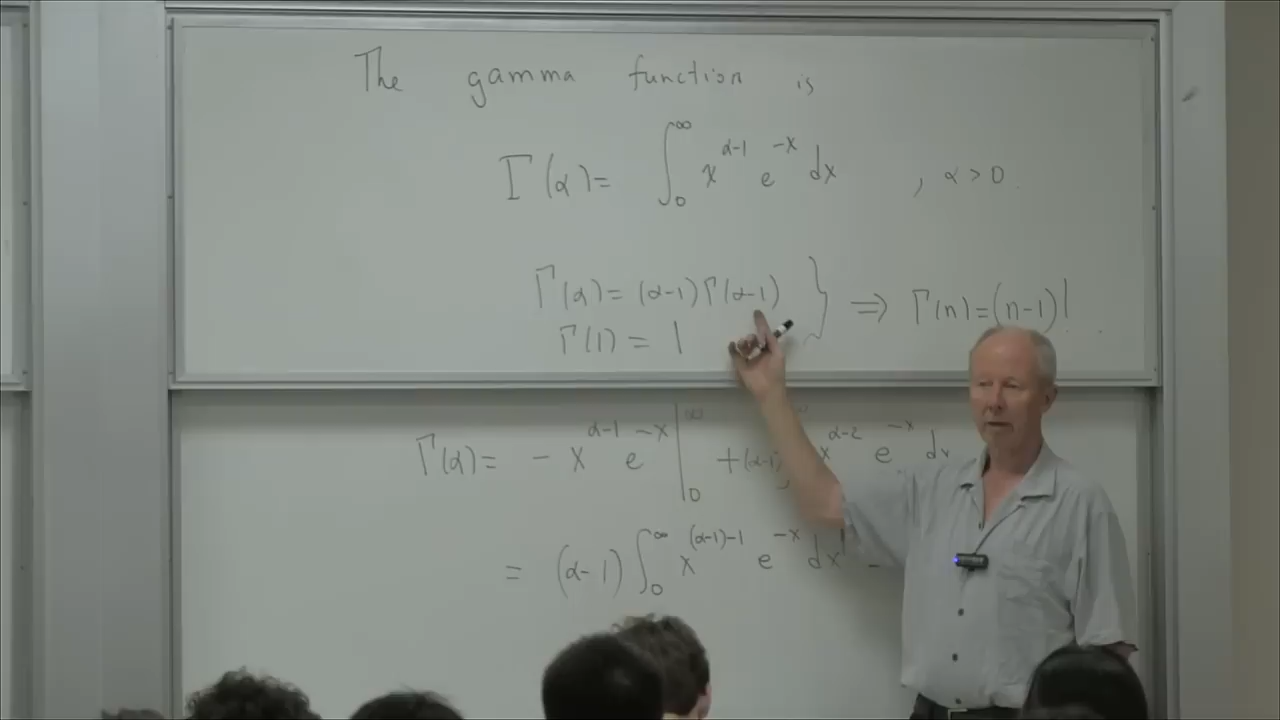 The gamma function is
Γ(α) = ∫₀^∞ x^(α-1) e^(-x) dx , α > 0.
Γ(α) = (α-1)Γ(α-1)
Γ(1) = 1
} ⟹ Γ(n) = (n-1)!
Γ(α) = - x^(α-1) e^(-x) |₀^∞ + (α-1) x^(α-2) e^(-x) dx
= (α-1) ∫₀^∞ x^((α-1)-1) e^(-x) dx